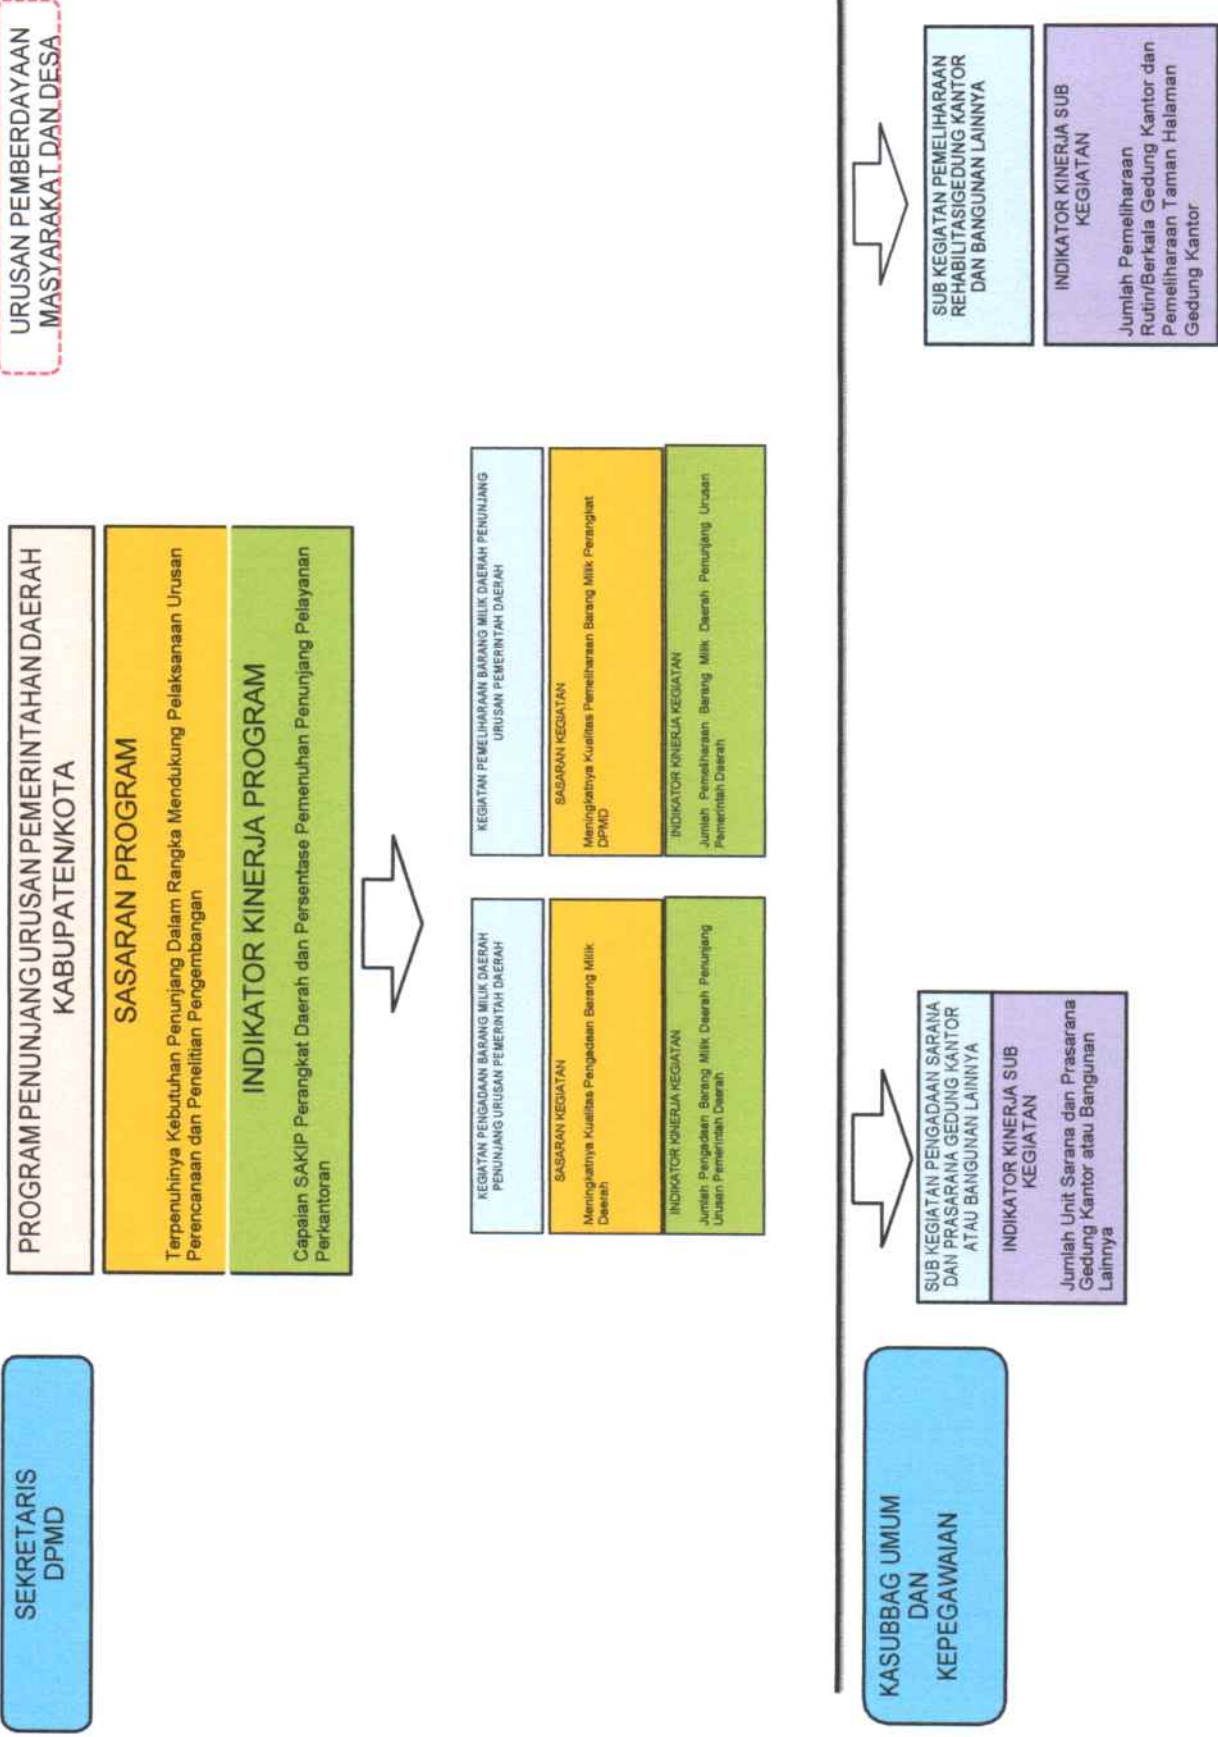 URUSAN PEMBERDAYAAN
MASYARAKAT DAN DESA
SEKRETARIS
DPMD
PROGRAM PENUNJANG URUSAN PEMERINTAHAN DAERAH
KABUPATEN/KOTA
SASARAN PROGRAM
Terpenuhinya Kebutuhan Penunjang Dalam Rangka Mendukung Pelaksanaan Urusan
Perencanaan dan Penelitian Pengembangan
INDIKATOR KINERJA PROGRAM
Capaian SAKIP Perangkat Daerah dan Persentase Pemenuhan Penunjang Pelayanan
Perkantoran
KEGIATAN PENGADAAN BARANG MILIK DAERAH
PENUNJANG URUSAN PEMERINTAH DAERAH
SASARAN KEGIATAN
Meningkatnya Kualitas Pengadaan Barang Milik
Daerah
INDIKATOR KINERJA KEGIATAN
Jumlah Pengadaan Barang Milik Daerah Penunjang
Urusan Pemerintah Daerah
KEGIATAN PEMELIHARAAN BARANG MILIK DAERAH PENUNJANG
URUSAN PEMERINTAH DAERAH
SASARAN KEGIATAN
Meningkatnya Kualitas Pemeliharaan Barang Milik Perangkat
DPMD
INDIKATOR KINERJA KEGIATAN
Jumlah Pemeliharaan Barang Milik Daerah Penunjang Urusan
Pemerintah Daerah
KASUBBAG UMUM
DAN
KEPEGAWAIAN
SUB KEGIATAN PENGADAAN SARANA
DAN PRASARANA GEDUNG KANTOR
ATAU BANGUNAN LAINNYA
INDIKATOR KINERJA SUB
KEGIATAN
Jumlah Unit Sarana dan Prasarana
Gedung Kantor atau Bangunan
Lainnya
SUB KEGIATAN PEMELIHARAAN
REHABILITASIGEDUNG KANTOR
DAN BANGUNAN LAINNYA
INDIKATOR KINERJA SUB
KEGIATAN
Jumlah Pemeliharaan
Rutin/Berkala Gedung Kantor dan
Pemeliharaan Taman Halaman
Gedung Kantor